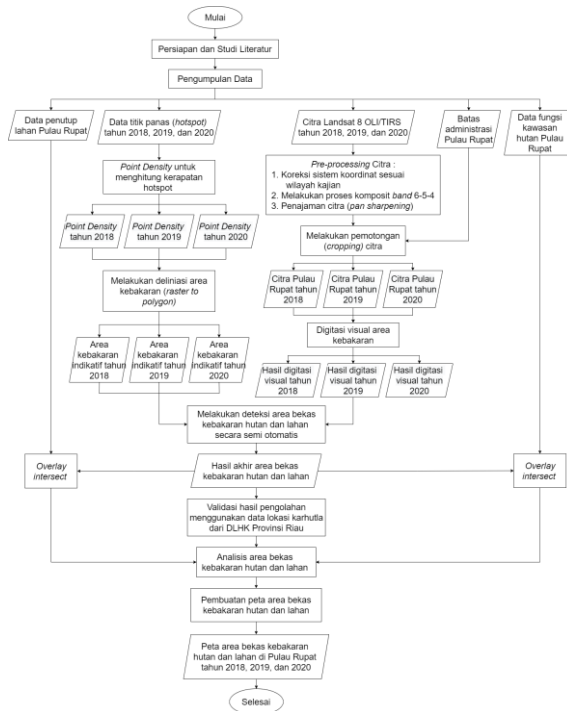 Mulai
Persiapan dan Studi Literatur
Pengumpulan Data
Data penutup
lahan Pulau Rupat
Data titik panas (hotspot)
tahun 2018, 2019, dan 2020
Citra Landsat 8 OLI/TIRS
tahun 2018, 2019, dan 2020
Batas
administrasi
Pulau Rupat
Data fungsi
kawasan
hutan Pulau
Rupat
Point Density untuk
menghitung kerapatan
hotspot
Pre-processing Citra :
1. Koreksi sistem koordinat sesuai
wilayah kajian
2. Melakukan proses komposit band 6-5-4
3. Penajaman citra (pan sharpening)
Point Density
tahun 2018
Point Density
tahun 2019
Point Density
tahun 2020
Melakukan pemotongan
(cropping) citra
Melakukan deliniasi area
kebakaran (raster to
polygon)
Citra Pulau
Rupat tahun
2018
Citra Pulau
Rupat tahun
2019
Citra Pulau
Rupat tahun
2020
Digitasi visual area
kebakaran
Area
kebakaran
indikatif tahun
2018
Area
kebakaran
indikatif tahun
2019
Area
kebakaran
indikatif tahun
2020
Hasil digitasi
visual tahun
2018
Hasil digitasi
visual tahun
2019
Hasil digitasi
visual tahun
2020
Melakukan deteksi area bekas
kebakaran hutan dan lahan
secara semi otomatis
Overlay
intersect
Hasil akhir area bekas
kebakaran hutan dan lahan
Overlay
intersect
Validasi hasil pengolahan
menggunakan data lokasi karhutla
dari DLHK Provinsi Riau
Analisis area bekas
kebakaran hutan dan lahan
Pembuatan peta area bekas
kebakaran hutan dan lahan
Peta area bekas kebakaran
hutan dan lahan di Pulau Rupat
tahun 2018, 2019, dan 2020
Selesai